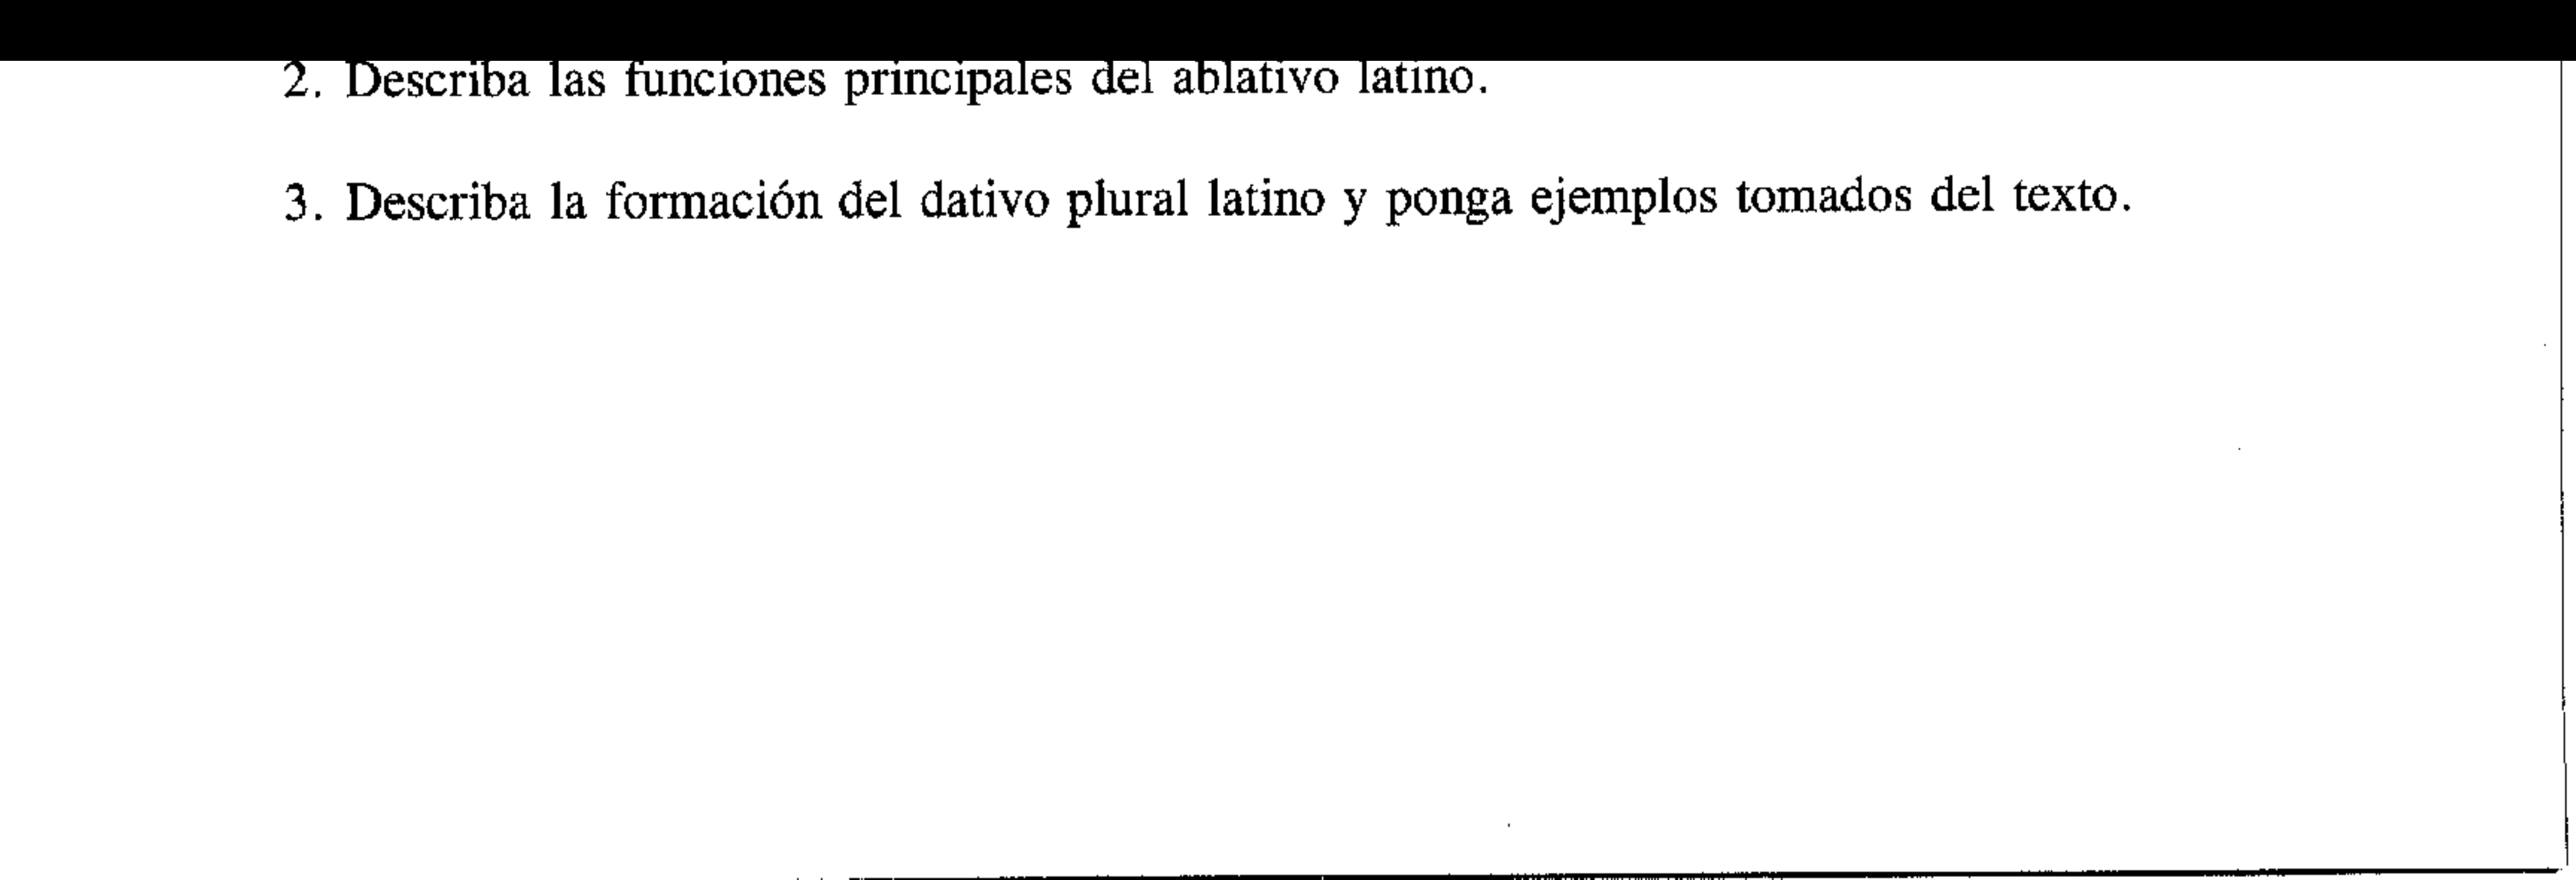 2. Describa las funciones principales del ablativo latino.
3. Describa la formación del dativo plural latino y ponga ejemplos tomados del texto.